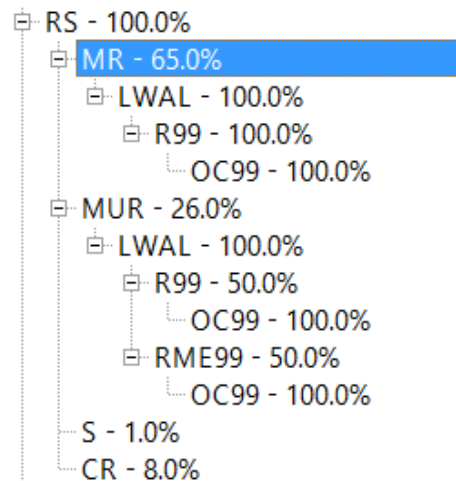 RS - 100.0%
MR - 65.0%
LWAL - 100.0%
R99 - 100.0%
OC99 - 100.0%
MUR - 26.0%
LWAL - 100.0%
R99 - 50.0%
OC99 - 100.0%
RME99 - 50.0%
OC99 - 100.0%
S - 1.0%
CR - 8.0%